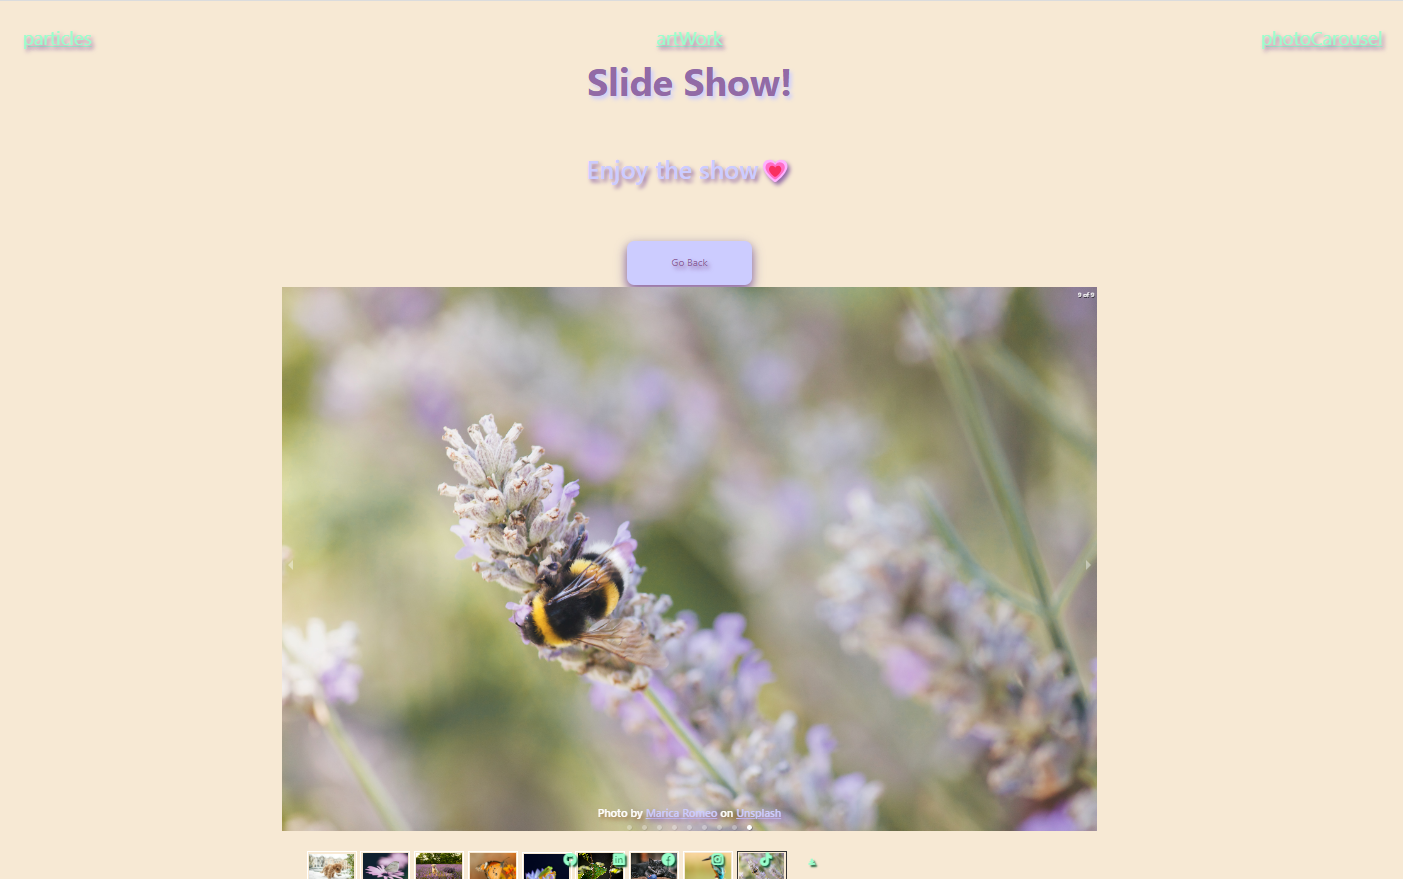 particles
artWork
photoCarousel
Slide Show!
Enjoy the show 💗
Go Back
9 of 9
Photo by Marica Romeo on Unsplash